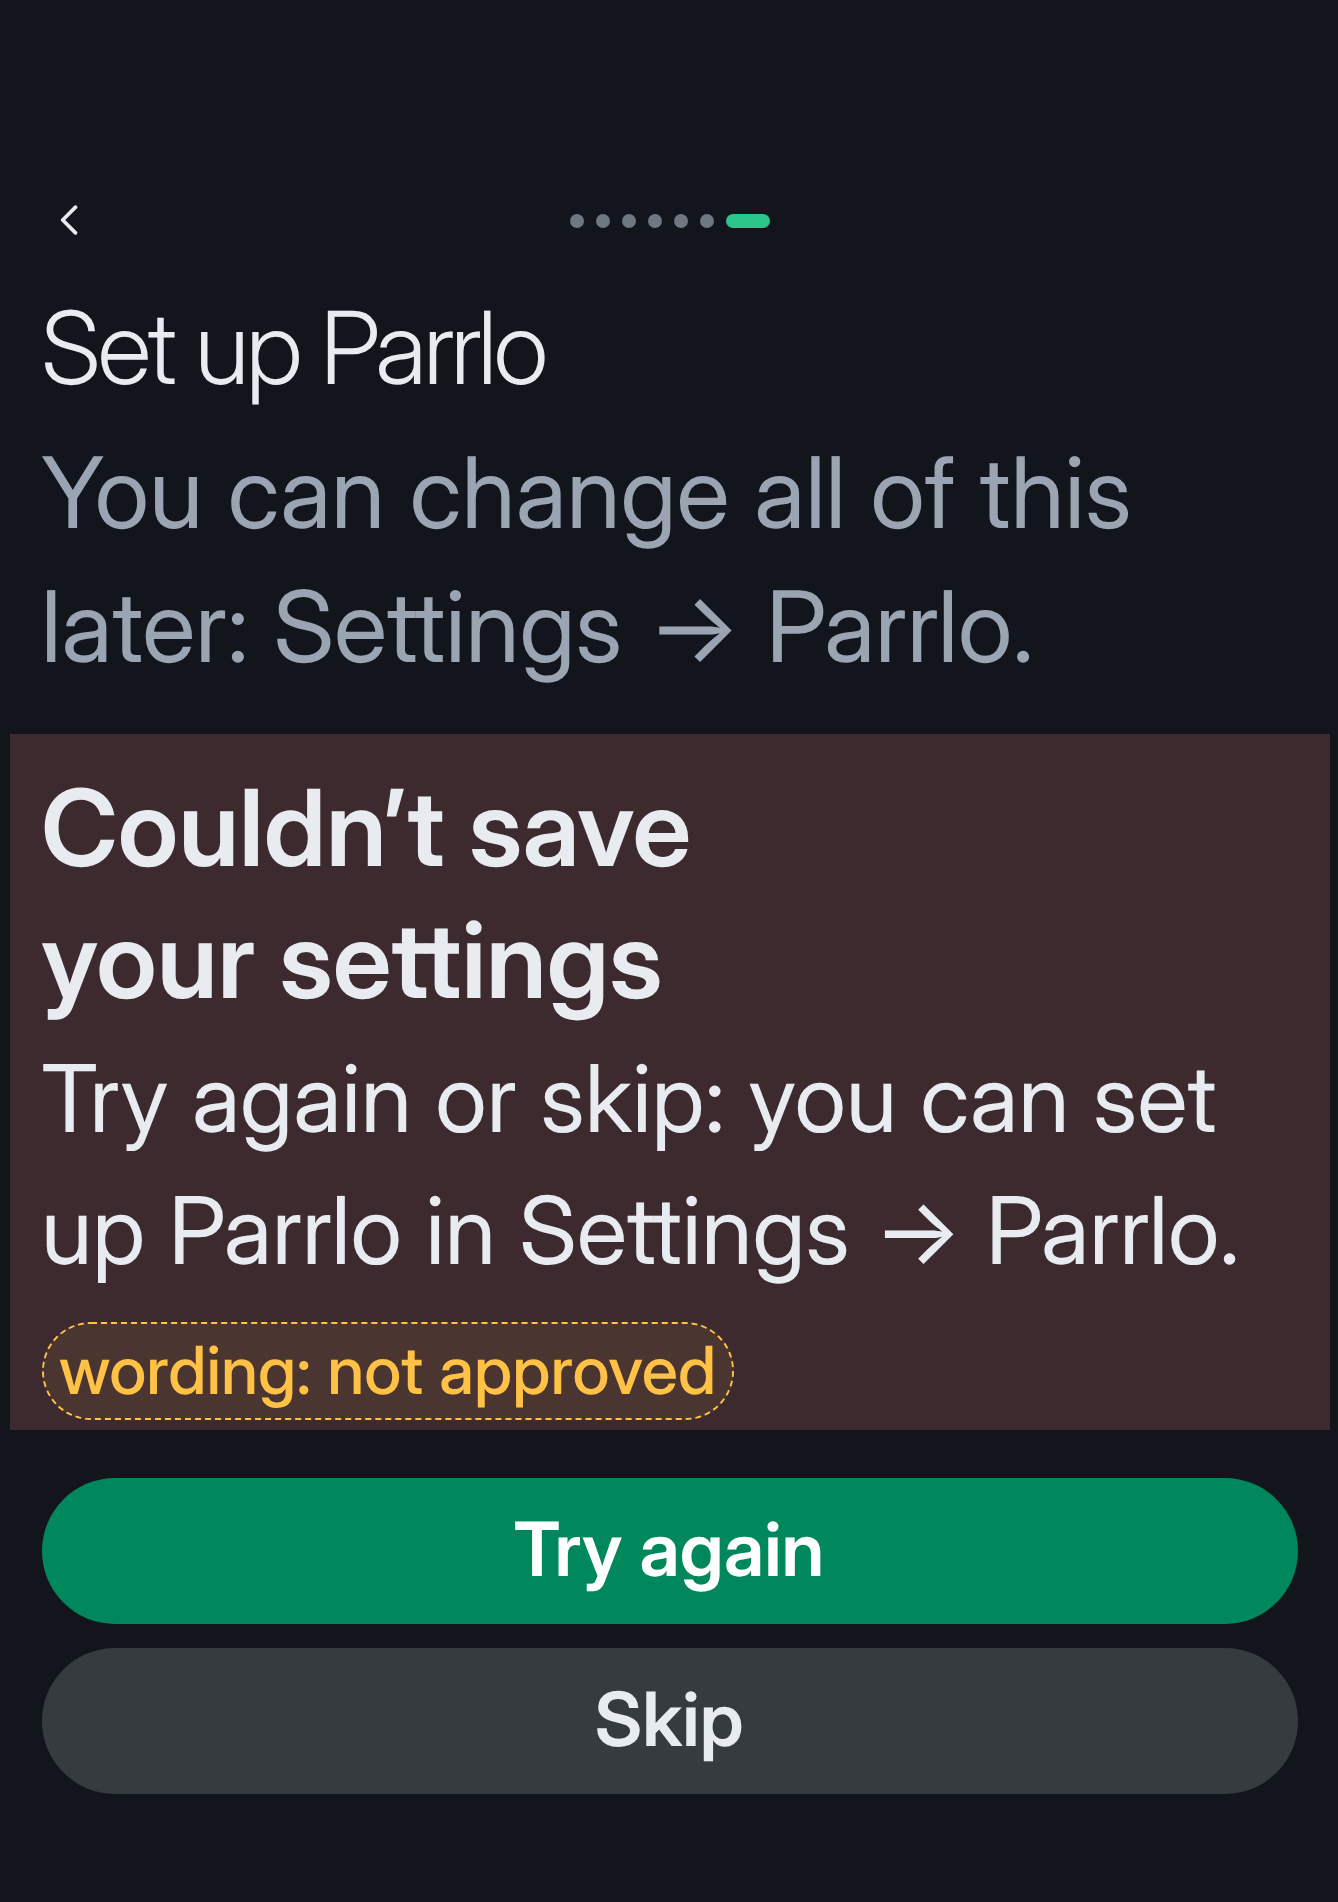 Set up Parrlo
You can change all of this
later: Settings → Parrlo.
Couldn’t save
your settings
Try again or skip: you can set
up Parrlo in Settings → Parrlo.
wording: not approved
Try again
Skip